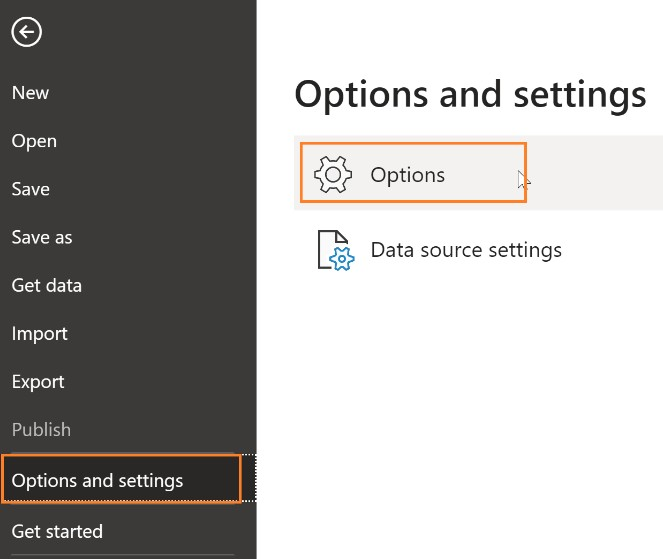 New
Open
Save
Save as
Get data
Import
Export
Publish
Options and settings
Get started
Options and settings
Options
Data source settings